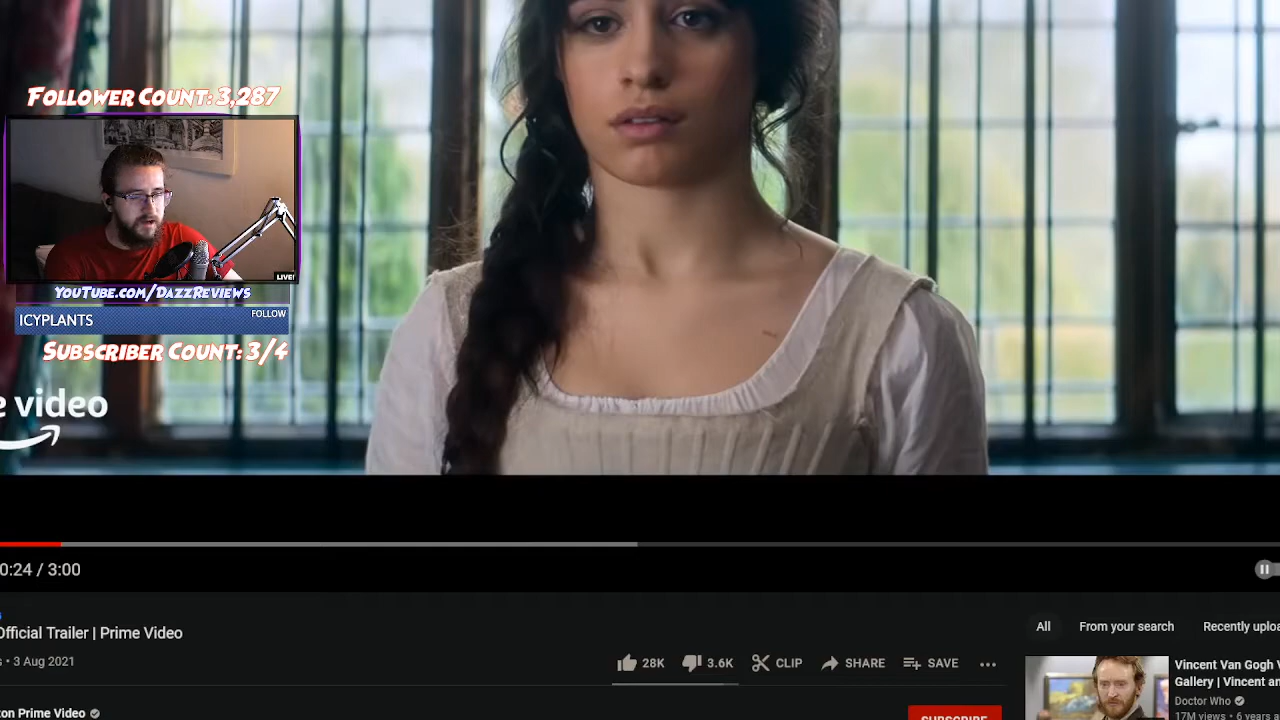 FOLLOWER COUNT: 3,287
LIVE!
YOUTUBE.COM/DAZZREVIEWS
ICYPLANTS
FOLLOW
SUBSCRIBER COUNT: 3/4
e video
0:24 / 3:00
Official Trailer | Prime Video
s • 3 Aug 2021
28K
3.6K
CLIP
SHARE
SAVE
on Prime Video
SUBSCRIBE
All
From your search
Recently uploa
Vincent Van Gogh V
Gallery | Vincent an
Doctor Who
17M views • 6 years a